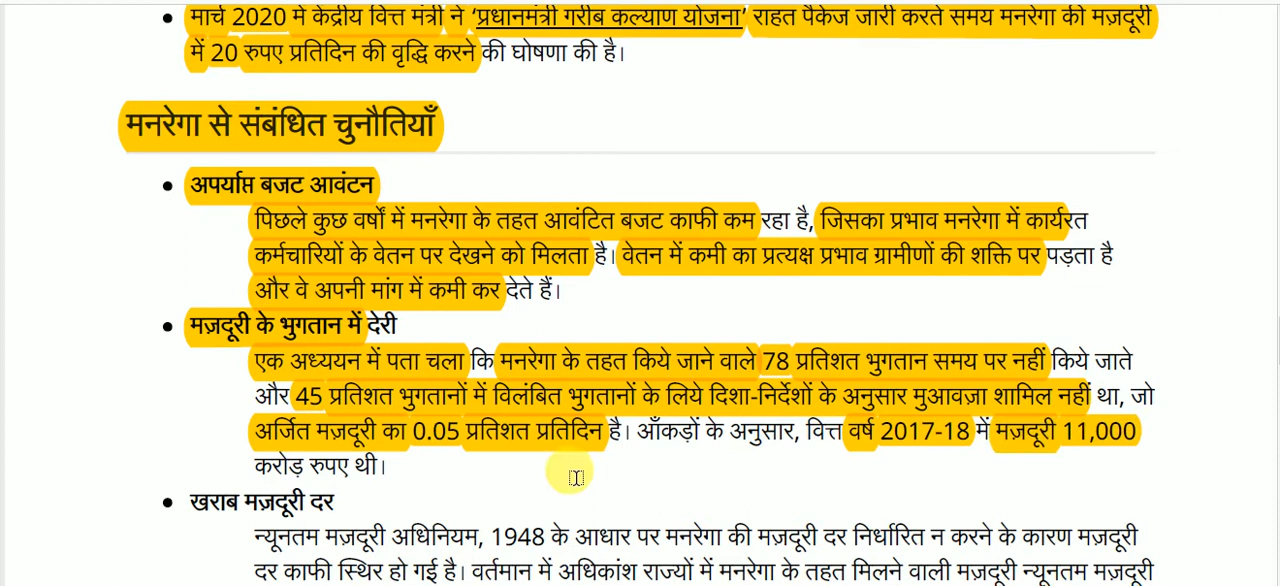 मार्च 2020 में केंद्रीय वित्त मंत्री ने ‘प्रधानमंत्री गरीब कल्याण योजना’ राहत पैकेज जारी करते समय मनरेगा की मज़दूरी
में 20 रुपए प्रतिदिन की वृद्धि करने की घोषणा की है।
मनरेगा से संबंधित चुनौतियाँ
अपर्याप्त बजट आवंटन
पिछले कुछ वर्षों में मनरेगा के तहत आवंटित बजट काफी कम रहा है, जिसका प्रभाव मनरेगा में कार्यरत
कर्मचारियों के वेतन पर देखने को मिलता है। वेतन में कमी का प्रत्यक्ष प्रभाव ग्रामीणों की शक्ति पर पड़ता है
और वे अपनी मांग में कमी कर देते हैं।
मज़दूरी के भुगतान में देरी
एक अध्ययन में पता चला कि मनरेगा के तहत किये जाने वाले 78 प्रतिशत भुगतान समय पर नहीं किये जाते
और 45 प्रतिशत भुगतानों में विलंबित भुगतानों के लिये दिशा-निर्देशों के अनुसार मुआवज़ा शामिल नहीं था, जो
अर्जित मज़दूरी का 0.05 प्रतिशत प्रतिदिन है। आँकड़ों के अनुसार, वित्त वर्ष 2017-18 में मज़दूरी 11,000
करोड़ रुपए थी।
खराब मज़दूरी दर
न्यूनतम मज़दूरी अधिनियम, 1948 के आधार पर मनरेगा की मज़दूरी दर निर्धारित न करने के कारण मज़दूरी
दर काफी स्थिर हो गई है। वर्तमान में अधिकांश राज्यों में मनरेगा के तहत मिलने वाली मज़दूरी न्यूनतम मज़दूरी